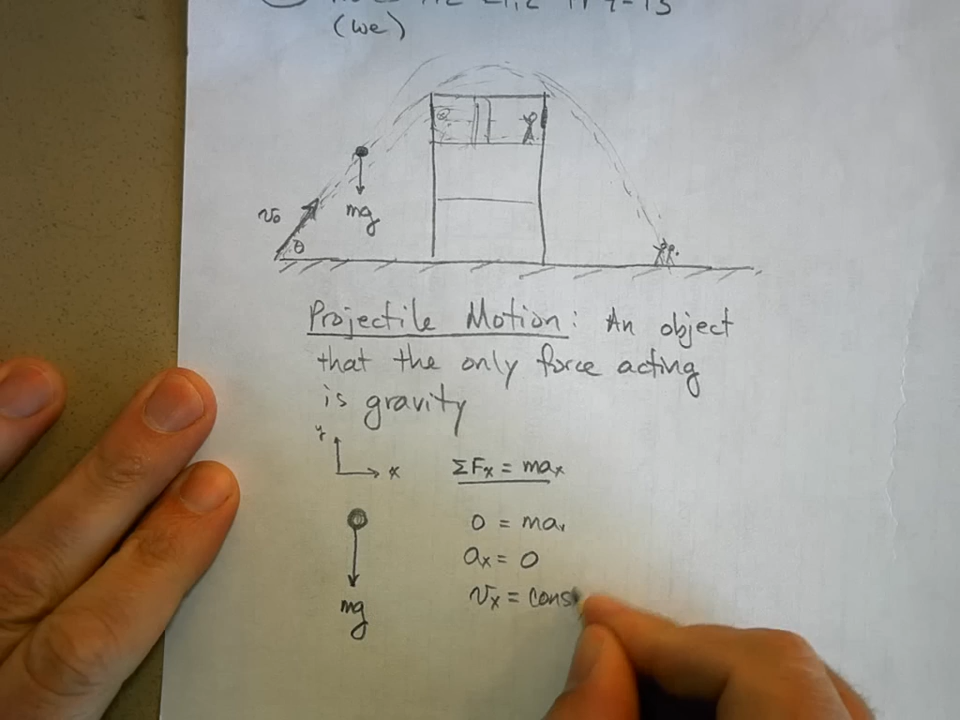 (we)
v₀
θ
mg
Projectile Motion: An object
that the only force acting
is gravity
y
x
ΣFx = max
0 = max
ax = 0
mg
vx = cons